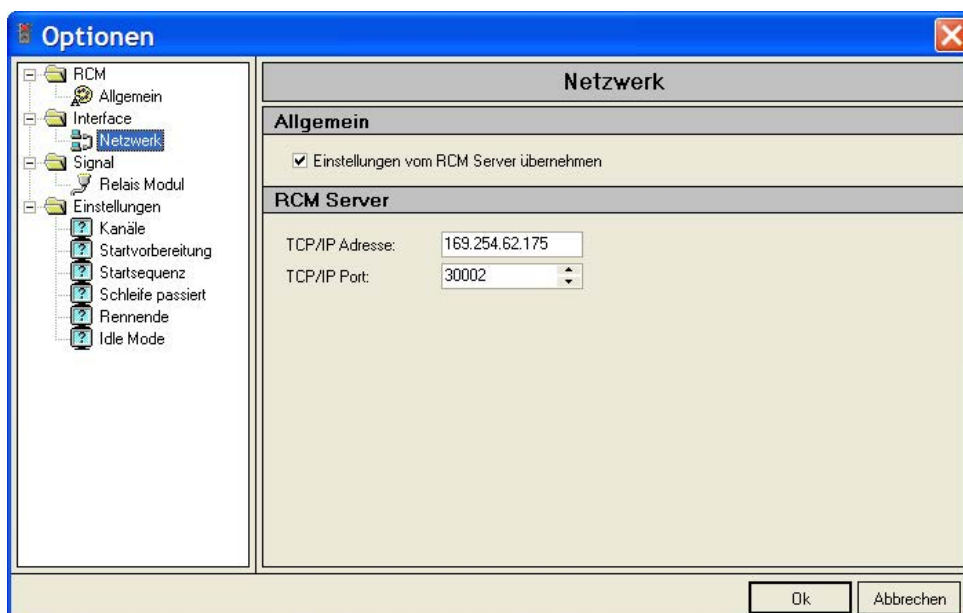 Optionen
RCM
Allgemein
Interface
Netzwerk
Signal
Relais Modul
Einstellungen
Kanäle
Startvorbereitung
Startsequenz
Schleife passiert
Rennende
Idle Mode
Netzwerk
Allgemein
Einstellungen vom RCM Server übernehmen
RCM Server
TCP/IP Adresse: 169.254.62.175
TCP/IP Port: 30002
Ok Abbrechen